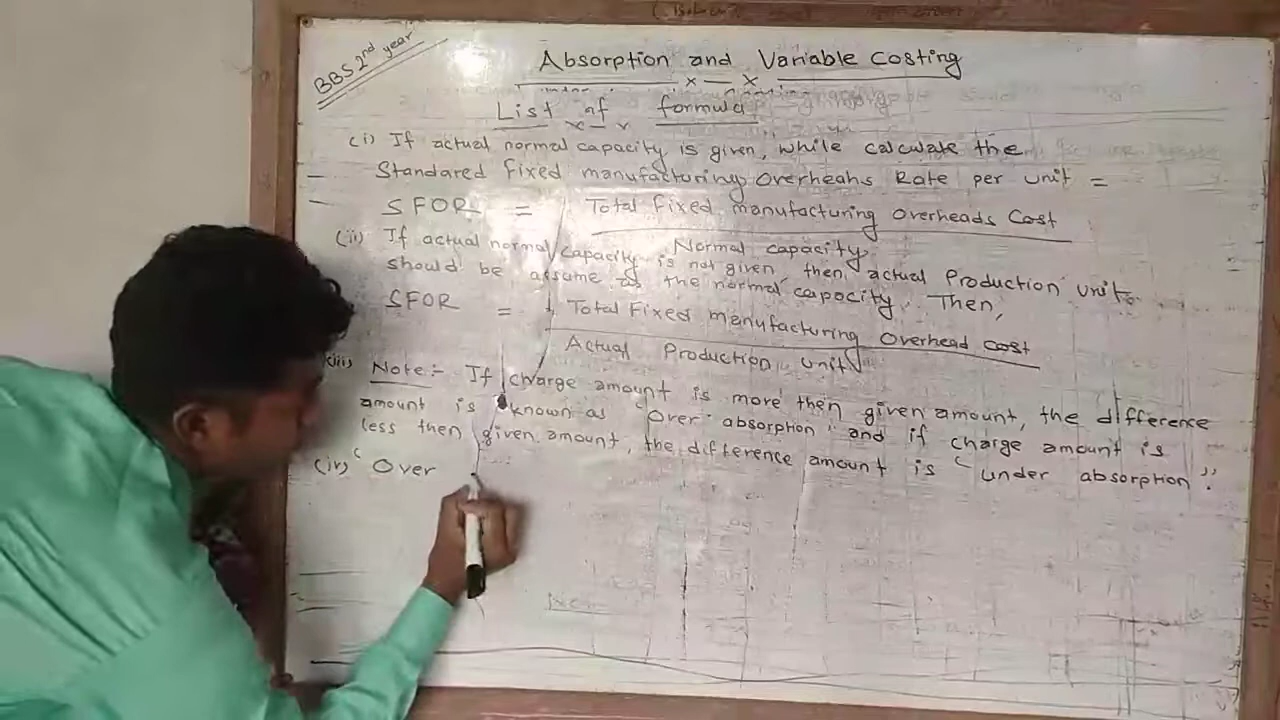 BBS 2nd year
Absorption and Variable Costing
List of formula
(i) If actual normal capacity is given, while calculate the
Standared fixed manufacturing Overheahs Rate per unit =
SFOR = Total fixed manufacturing Overheads Cost
Normal capacity
(ii) If actual normal capacity is not given, then actual Production unit
should be assume as the normal capocity. Then,
SFOR = Total Fixed manufacturing Overhead Cost
Actual Production unit
(iii) Note:- If charge amount is more then given amount, the difference
amount is known as "Over absorption" and if charge amount is
less then given amount, the difference amount is "under absorption".
(iv) Over